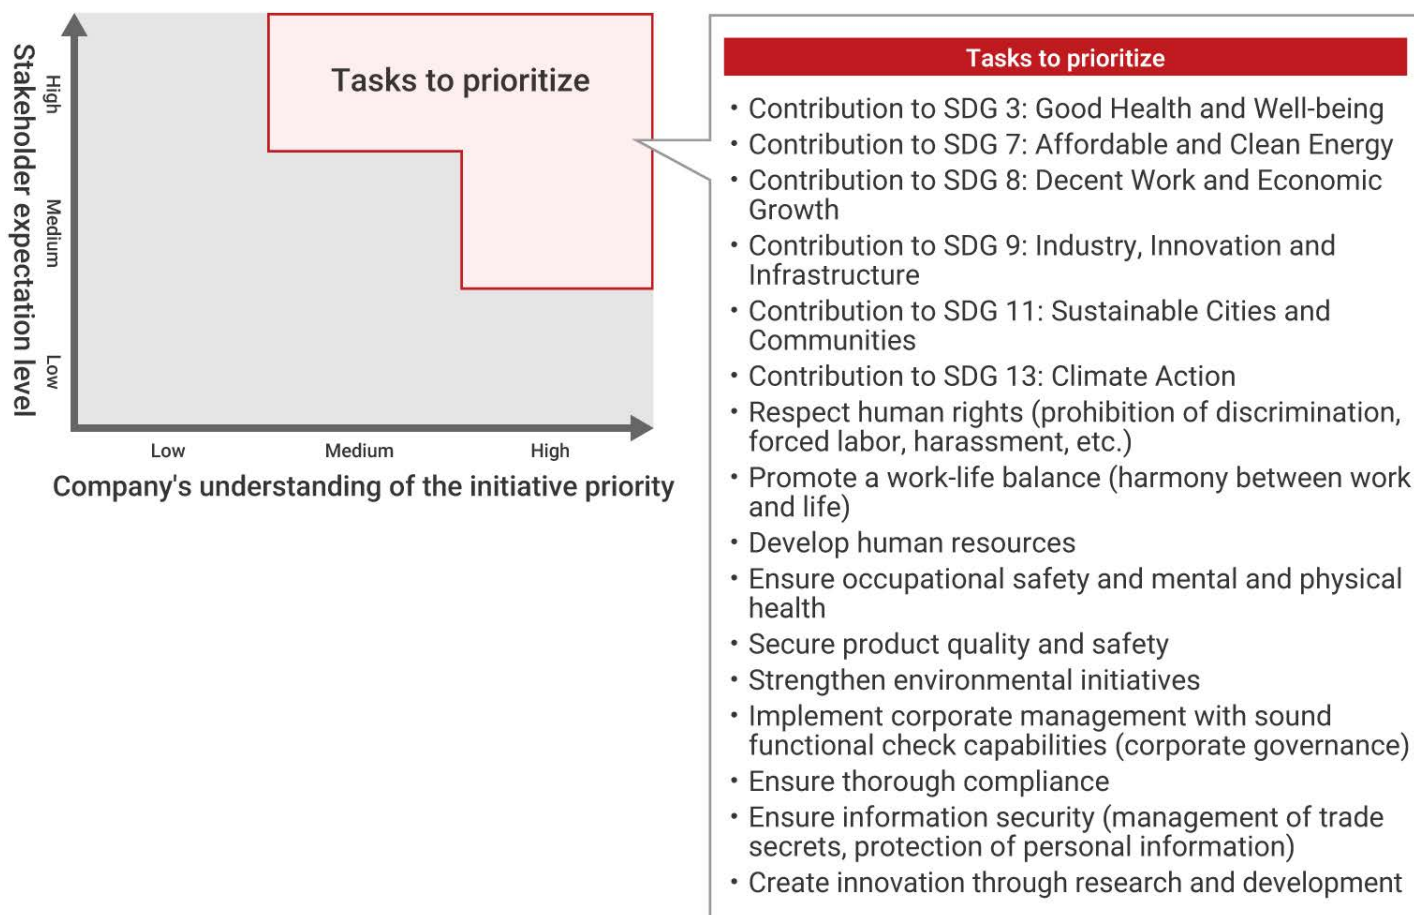 Stakeholder expectation level
High
Medium
Low
Tasks to prioritize
Low
Medium
High
Company's understanding of the initiative priority
Tasks to prioritize
・Contribution to SDG 3: Good Health and Well-being
・Contribution to SDG 7: Affordable and Clean Energy
・Contribution to SDG 8: Decent Work and Economic
Growth
・Contribution to SDG 9: Industry, Innovation and
Infrastructure
・Contribution to SDG 11: Sustainable Cities and
Communities
・Contribution to SDG 13: Climate Action
・Respect human rights (prohibition of discrimination,
forced labor, harassment, etc.)
・Promote a work-life balance (harmony between work
and life)
・Develop human resources
・Ensure occupational safety and mental and physical
health
・Secure product quality and safety
・Strengthen environmental initiatives
・Implement corporate management with sound
functional check capabilities (corporate governance)
・Ensure thorough compliance
・Ensure information security (management of trade
secrets, protection of personal information)
・Create innovation through research and development